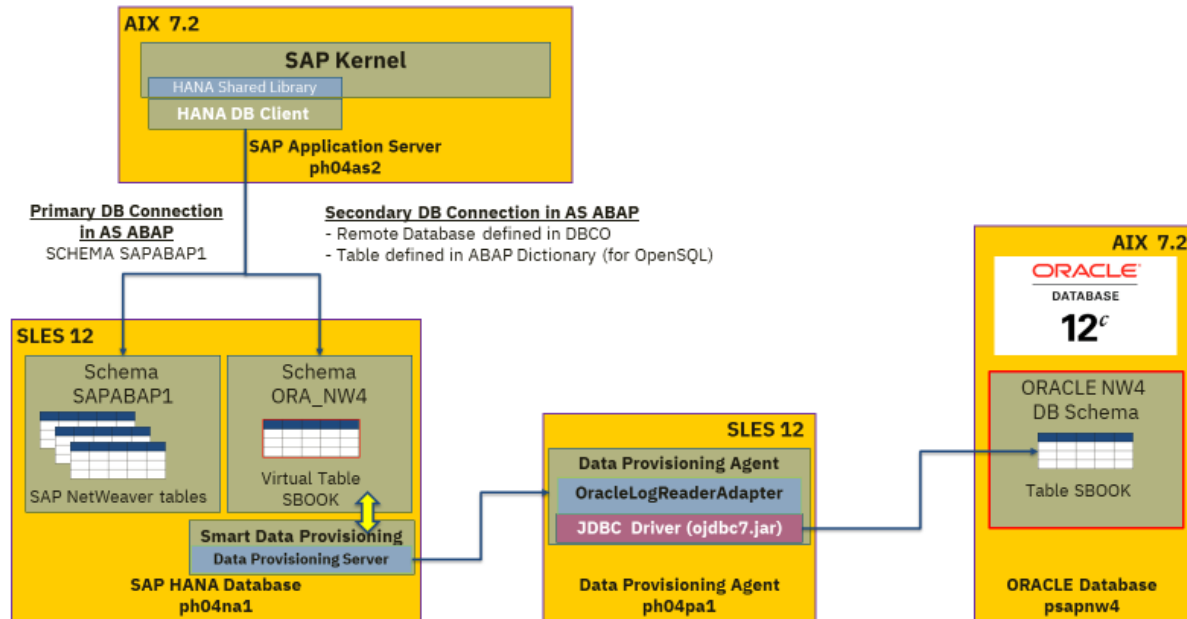 AIX 7.2
SAP Kernel
HANA Shared Library
HANA DB Client
SAP Application Server
ph04as2
Primary DB Connection
in AS ABAP
SCHEMA SAPABAP1
Secondary DB Connection in AS ABAP
- Remote Database defined in DBCO
- Table defined in ABAP Dictionary (for OpenSQL)
SLES 12
Schema
SAPABAP1
SAP NetWeaver tables
Schema
ORA_NW4
Virtual Table
SBOOK
Smart Data Provisioning
Data Provisioning Server
SAP HANA Database
ph04na1
SLES 12
Data Provisioning Agent
OracleLogReaderAdapter
JDBC Driver (ojdbc7.jar)
Data Provisioning Agent
ph04pa1
AIX 7.2
ORACLE®
DATABASE
12c
ORACLE NW4
DB Schema
Table SBOOK
ORACLE Database
psapnw4